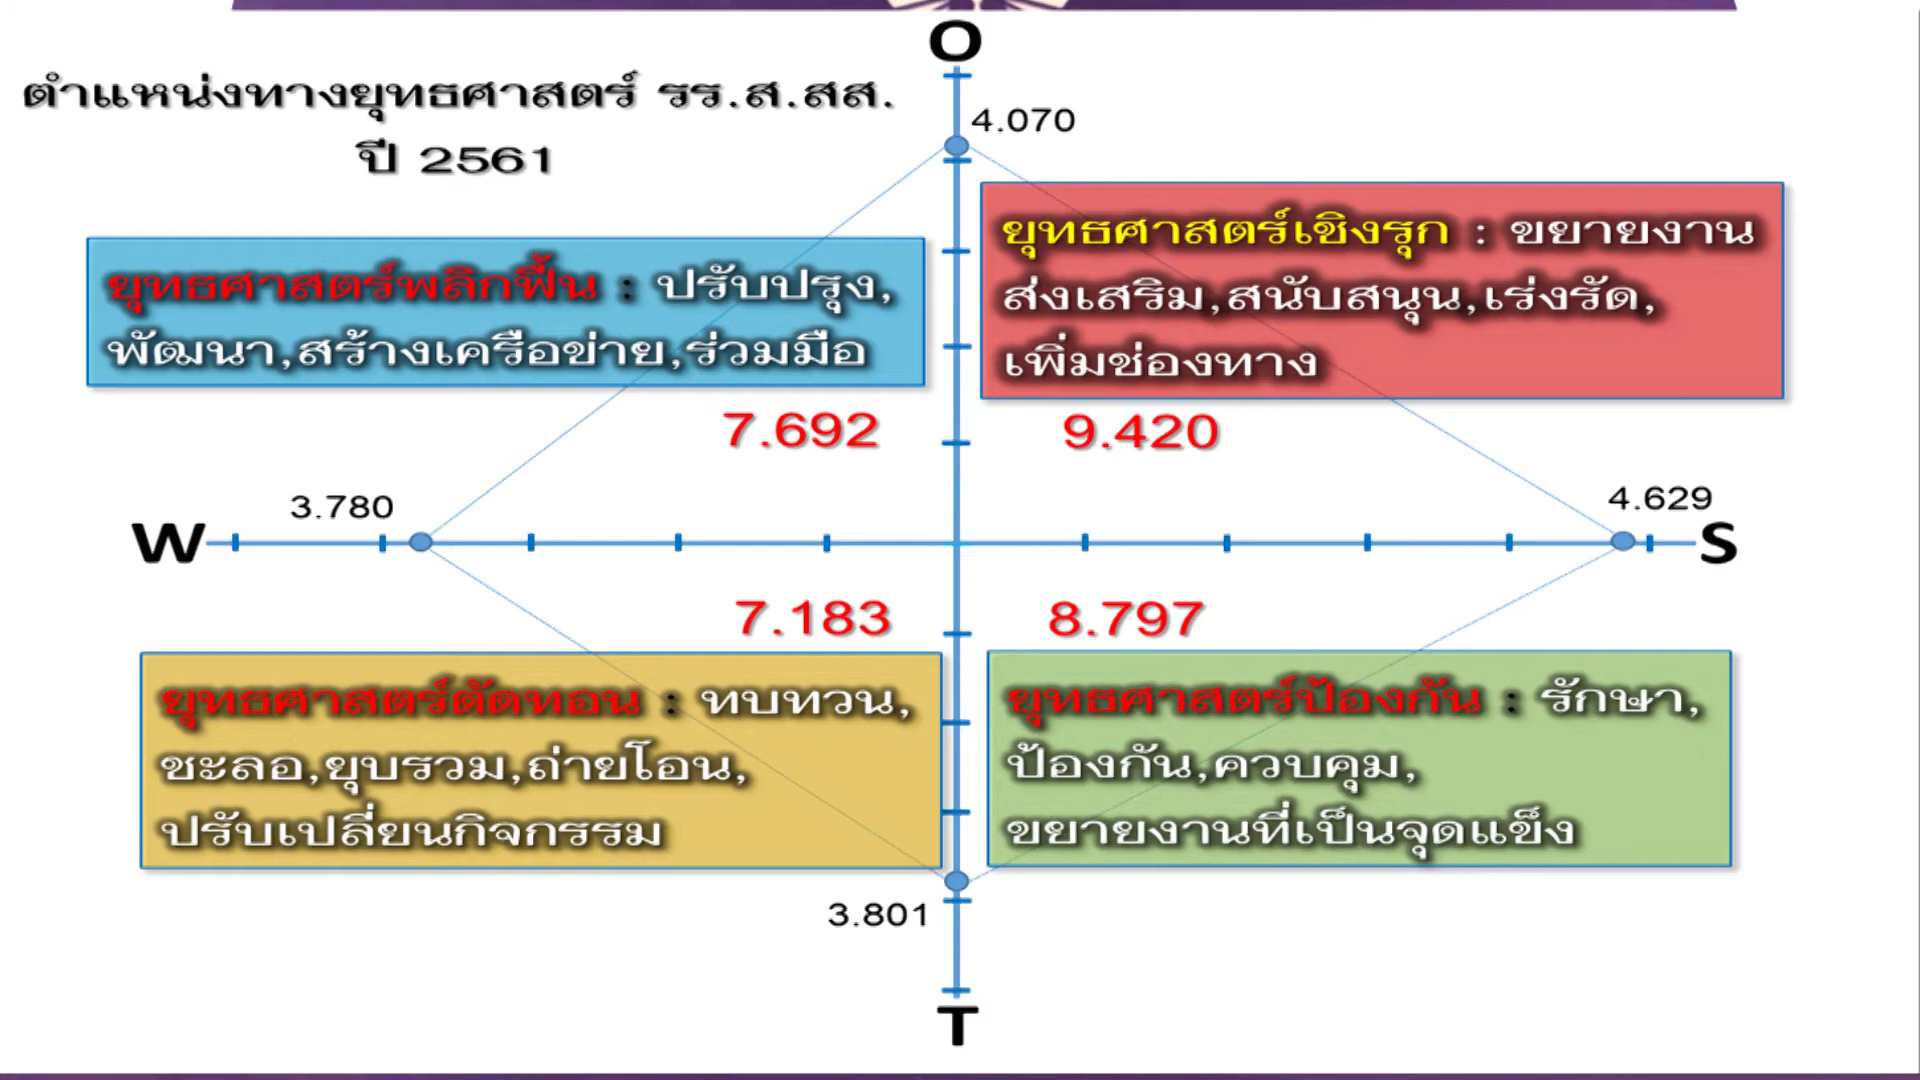 O
ตำแหน่งทางยุทธศาสตร์ รร.ส.สส.
ปี 2561
4.070
ยุทธศาสตร์พลิกฟื้น : ปรับปรุง,
พัฒนา,สร้างเครือข่าย,ร่วมมือ
ยุทธศาสตร์เชิงรุก : ขยายงาน
ส่งเสริม,สนับสนุน,เร่งรัด,
เพิ่มช่องทาง
7.692
9.420
W
3.780
4.629
S
7.183
8.797
ยุทธศาสตร์ตัดทอน : ทบทวน,
ชะลอ,ยุบรวม,ถ่ายโอน,
ปรับเปลี่ยนกิจกรรม
ยุทธศาสตร์ป้องกัน : รักษา,
ป้องกัน,ควบคุม,
ขยายงานที่เป็นจุดแข็ง
3.801
T